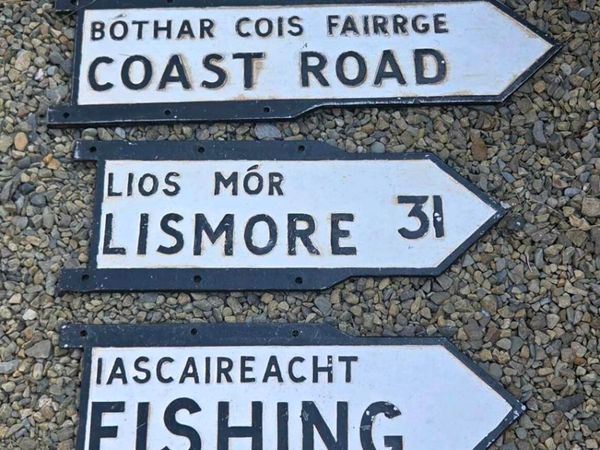 BÓTHAR COIS FAIRRGE
COAST ROAD
LIOS MÓR
LISMORE 31
IASCAIREACHT
FISHING